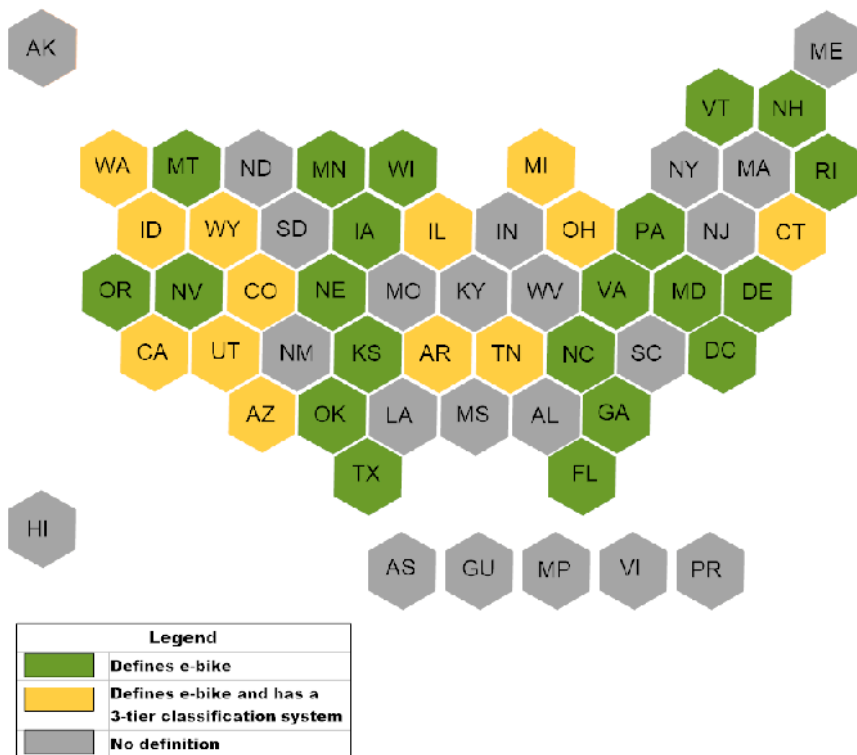 AK
ME
VT NH
WA MT ND MN WI MI NY MA RI
ID WY SD IA IL IN OH PA NJ CT
OR NV CO NE MO KY WV VA MD DE
CA UT NM KS AR TN NC SC DC
AZ OK LA MS AL GA
TX FL
HI
AS GU MP VI PR
Legend
Defines e-bike
Defines e-bike and has a
3-tier classification system
No definition